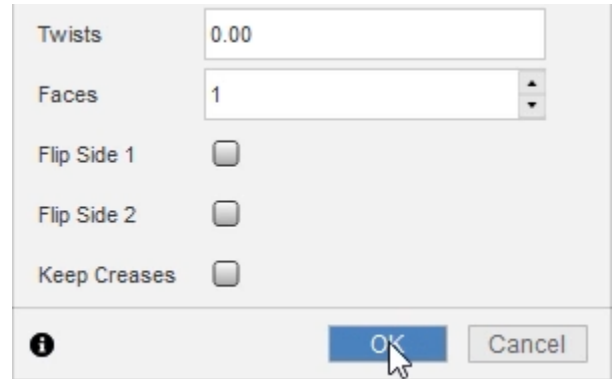 Twists 0.00
Faces 1
Flip Side 1
Flip Side 2
Keep Creases
OK Cancel